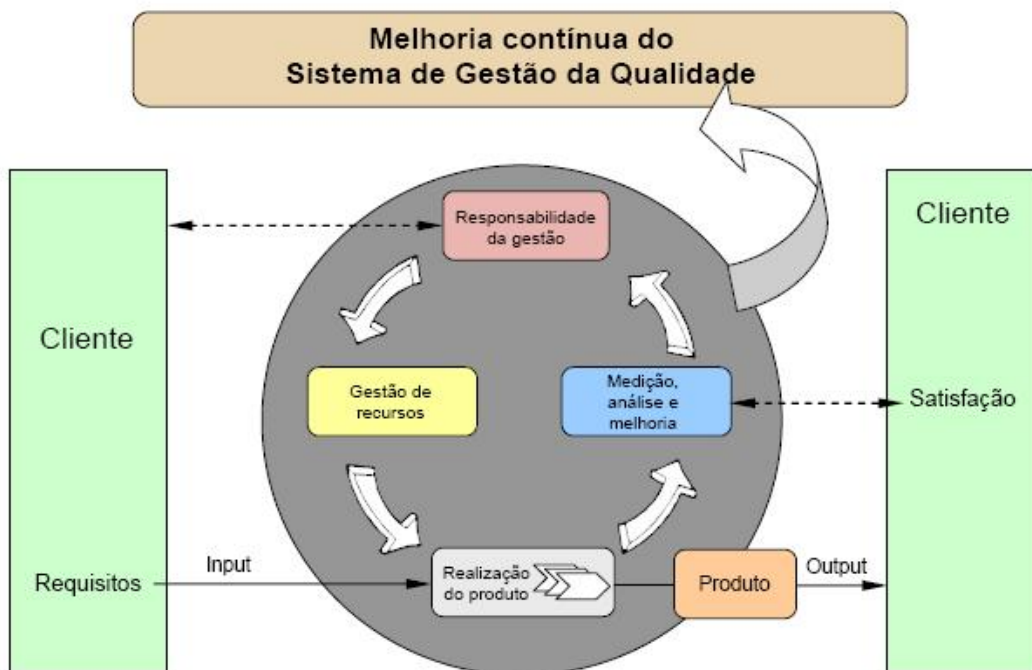 Melhoria contínua do
Sistema de Gestão da Qualidade
Cliente
Requisitos
Input
Responsabilidade
da gestão
Gestão de
recursos
Medição,
análise e
melhoria
Realização
do produto
Produto
Output
Cliente
Satisfação